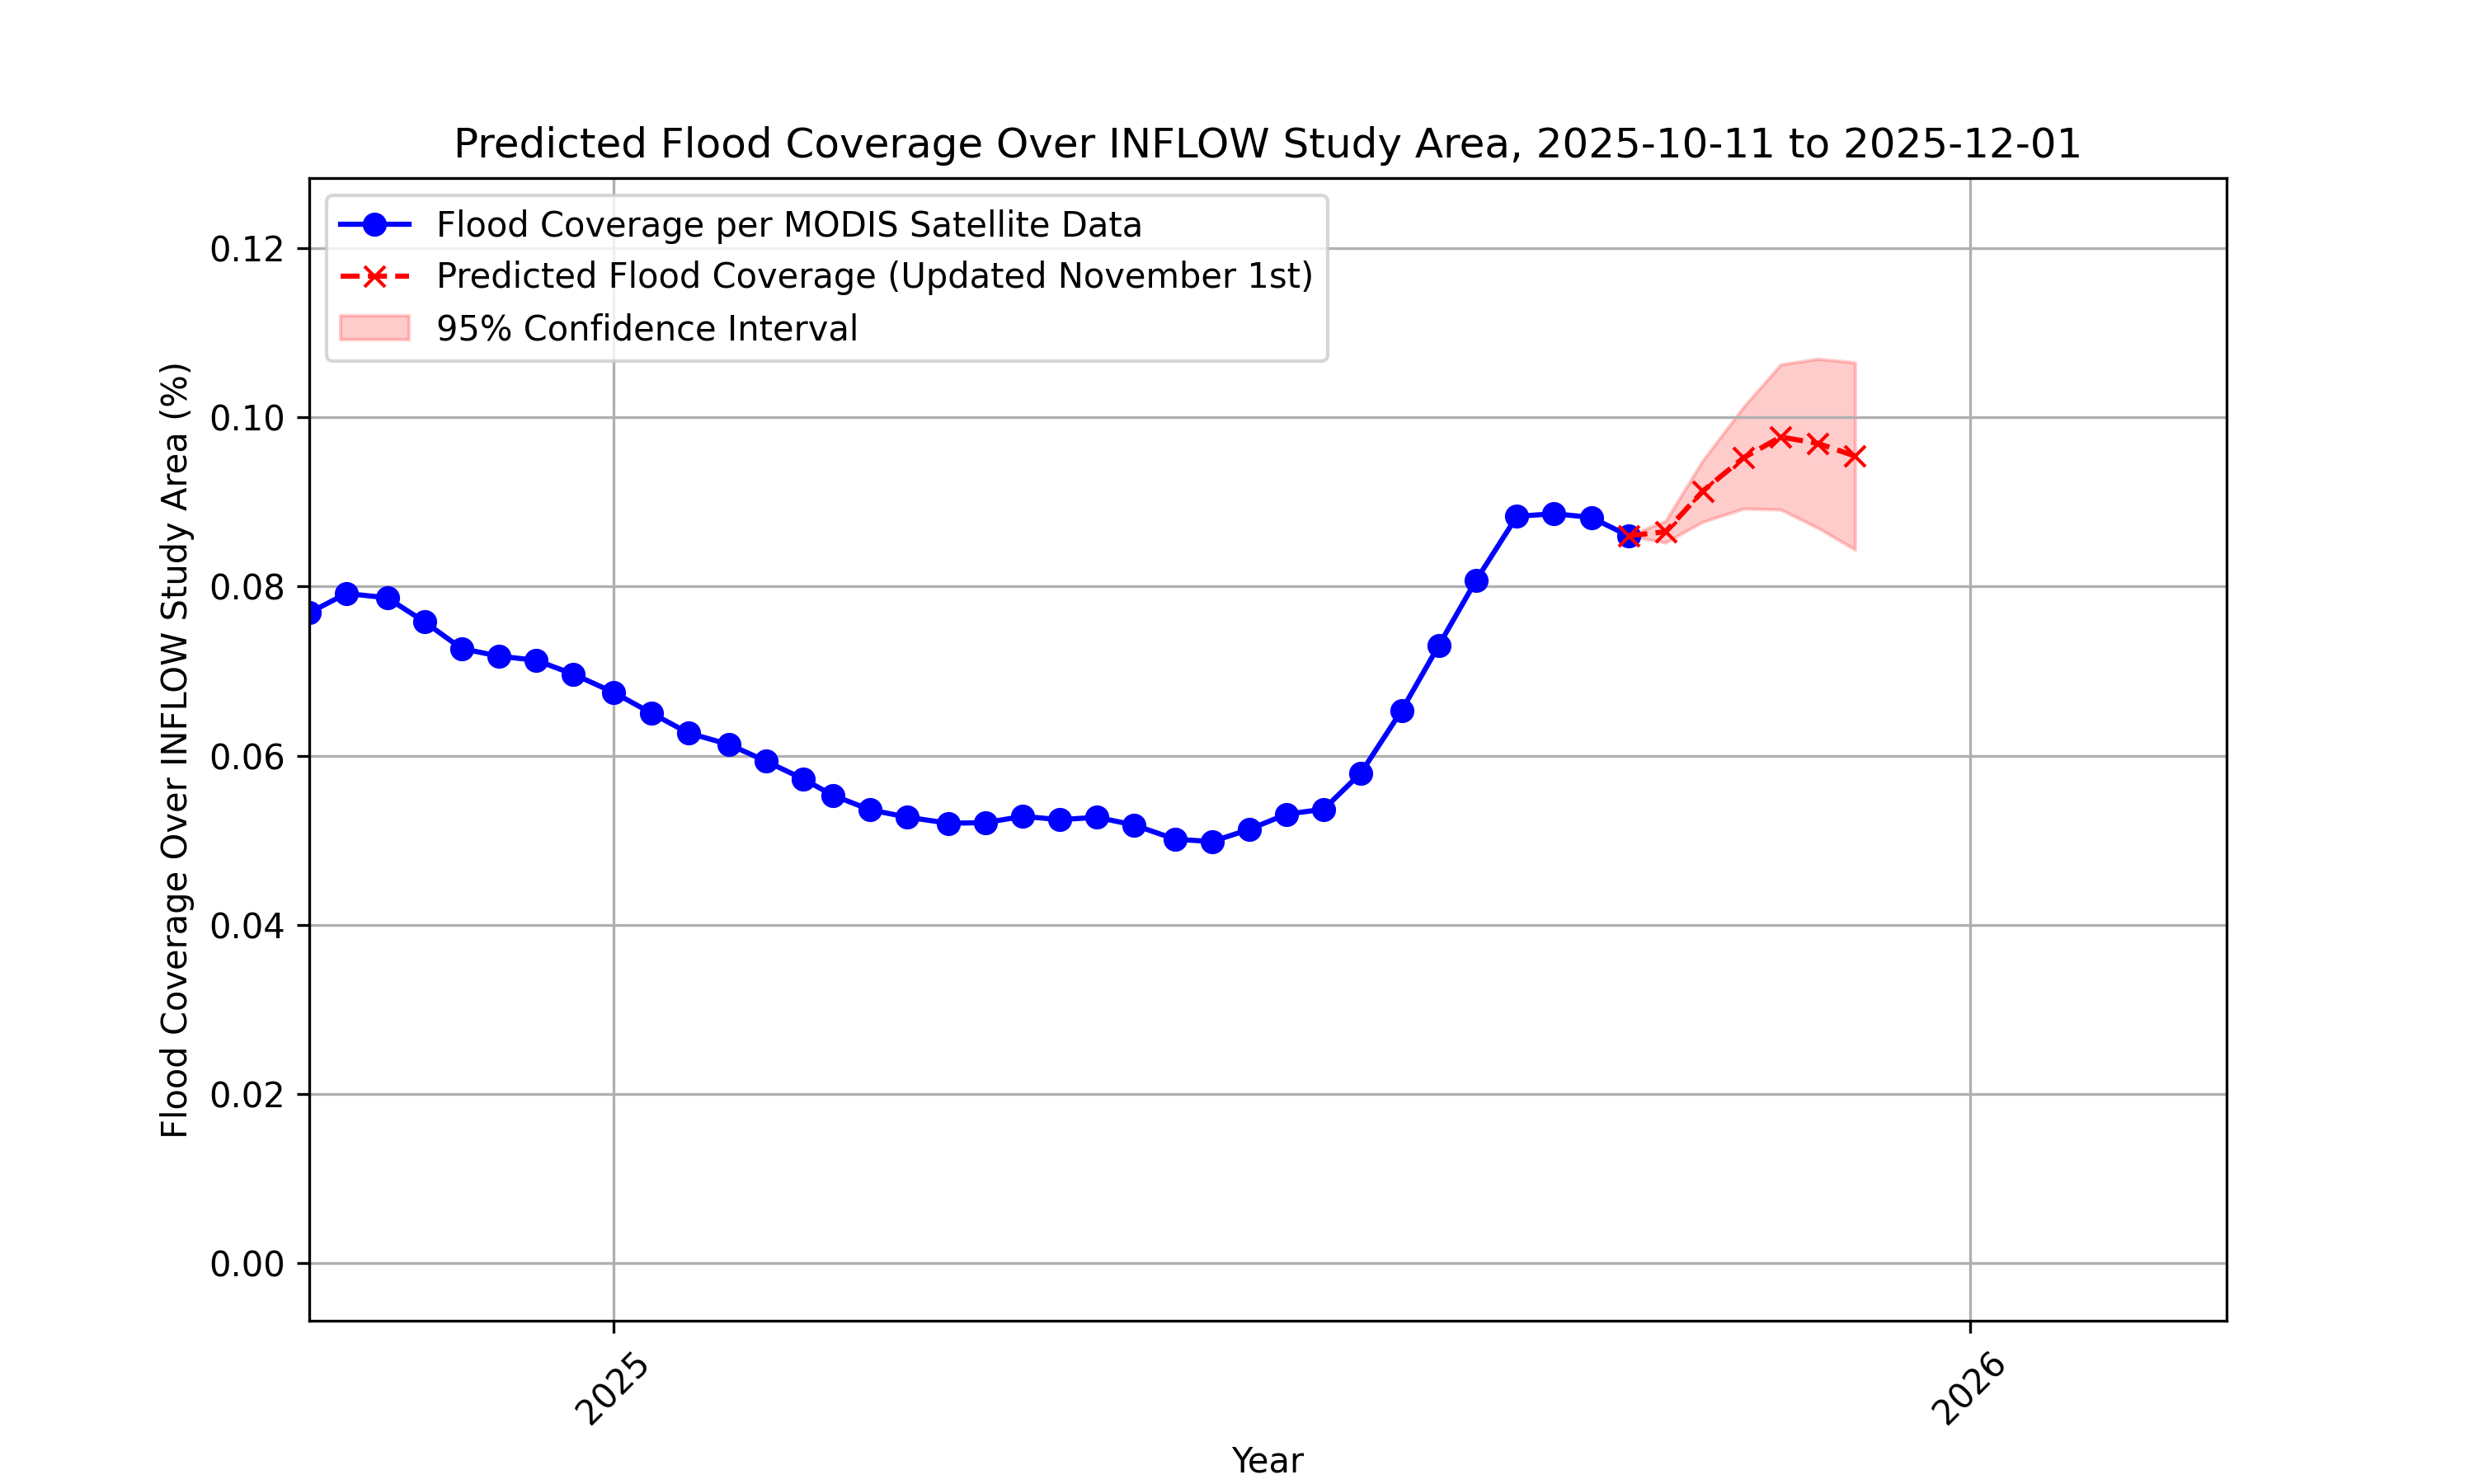 Predicted Flood Coverage Over INFLOW Study Area, 2025-10-11 to 2025-12-01
Flood Coverage per MODIS Satellite Data
Predicted Flood Coverage (Updated November 1st)
95% Confidence Interval
Flood Coverage Over INFLOW Study Area (%)
0.12
0.10
0.08
0.06
0.04
0.02
0.00
2025
2026
Year